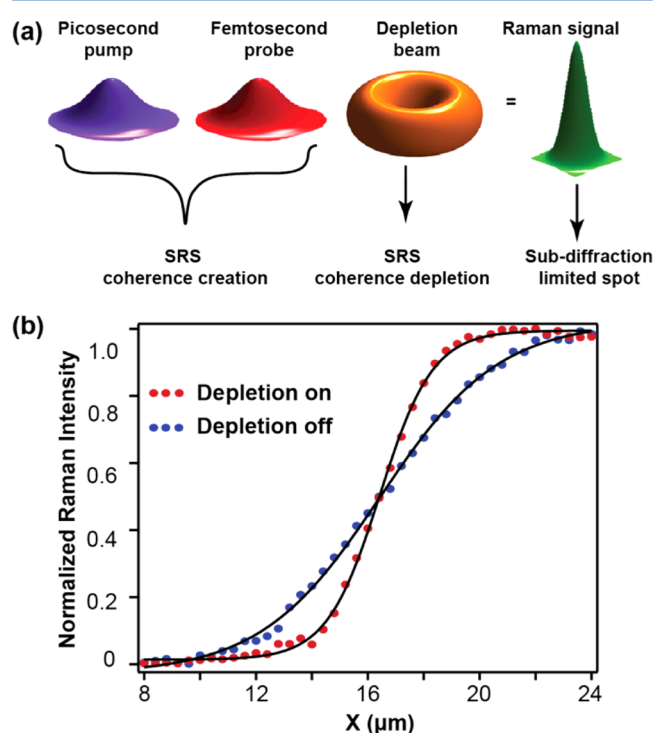 (a)
Picosecond
pump
Femtosecond
probe
Depletion
beam
Raman signal
=
SRS
coherence creation
SRS
coherence depletion
Sub-diffraction
limited spot
(b)
Normalized Raman Intensity
1.0
0.8
0.6
0.4
0.2
0
Depletion on
Depletion off
8
12
16
20
24
X (μm)